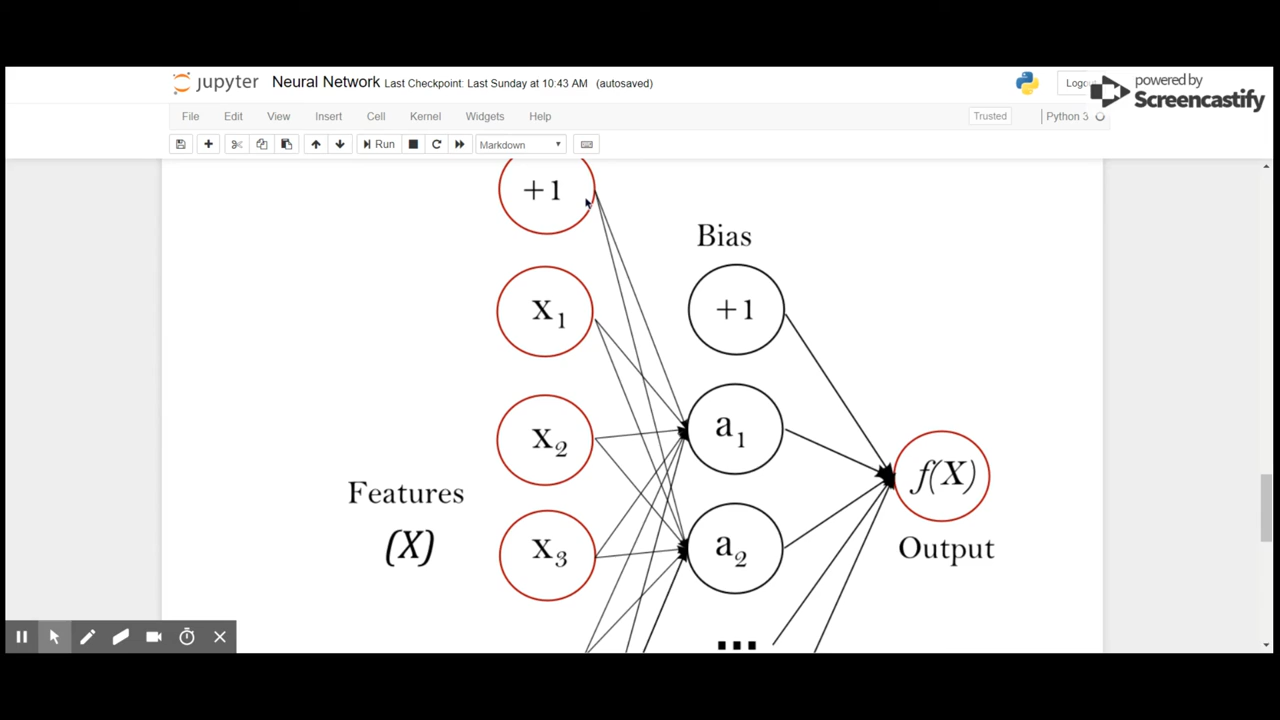 powered by
Screencastify
jupyter Neural Network Last Checkpoint: Last Sunday at 10:43 AM (autosaved)
File Edit View Insert Cell Kernel Widgets Help Trusted Python 3
Run Markdown
+1
Bias
x1 +1
x2 a1
Features f(X)
(X) x3 a2 Output
...